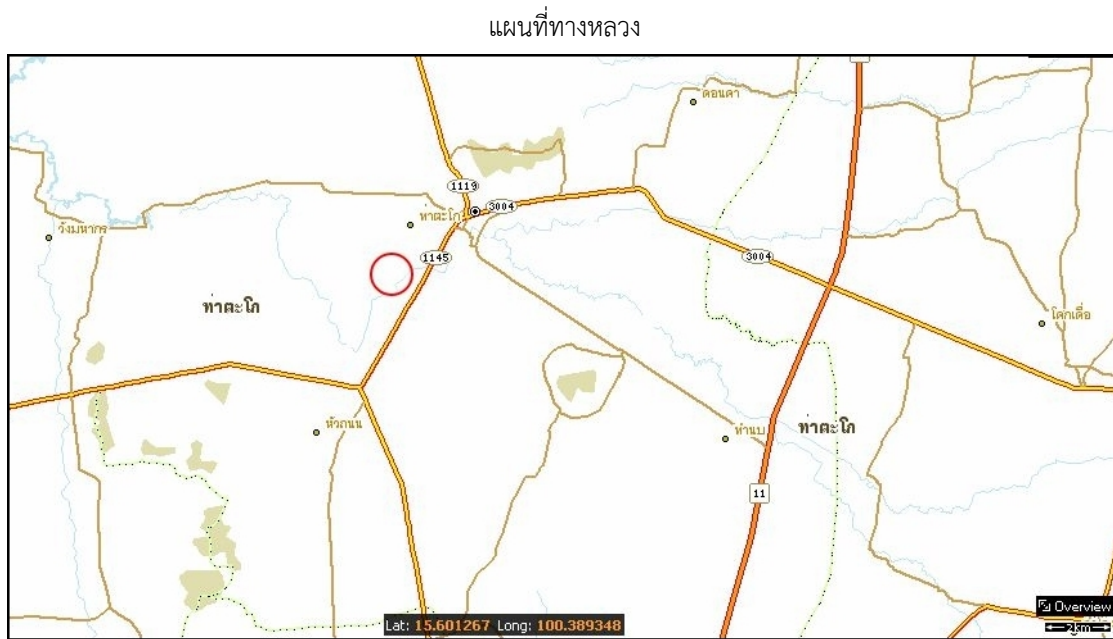 แผนที่ทางหลวง
ดอนคา
1119
3004
ท่าตะโก
วังมหากร
1145
3004
ท่าตะโก
โคกเดื่อ
หัวถนน
ทำนบ
ท่าตะโก
11
Overview
Lat: 15.601267 Long: 100.389348
2km